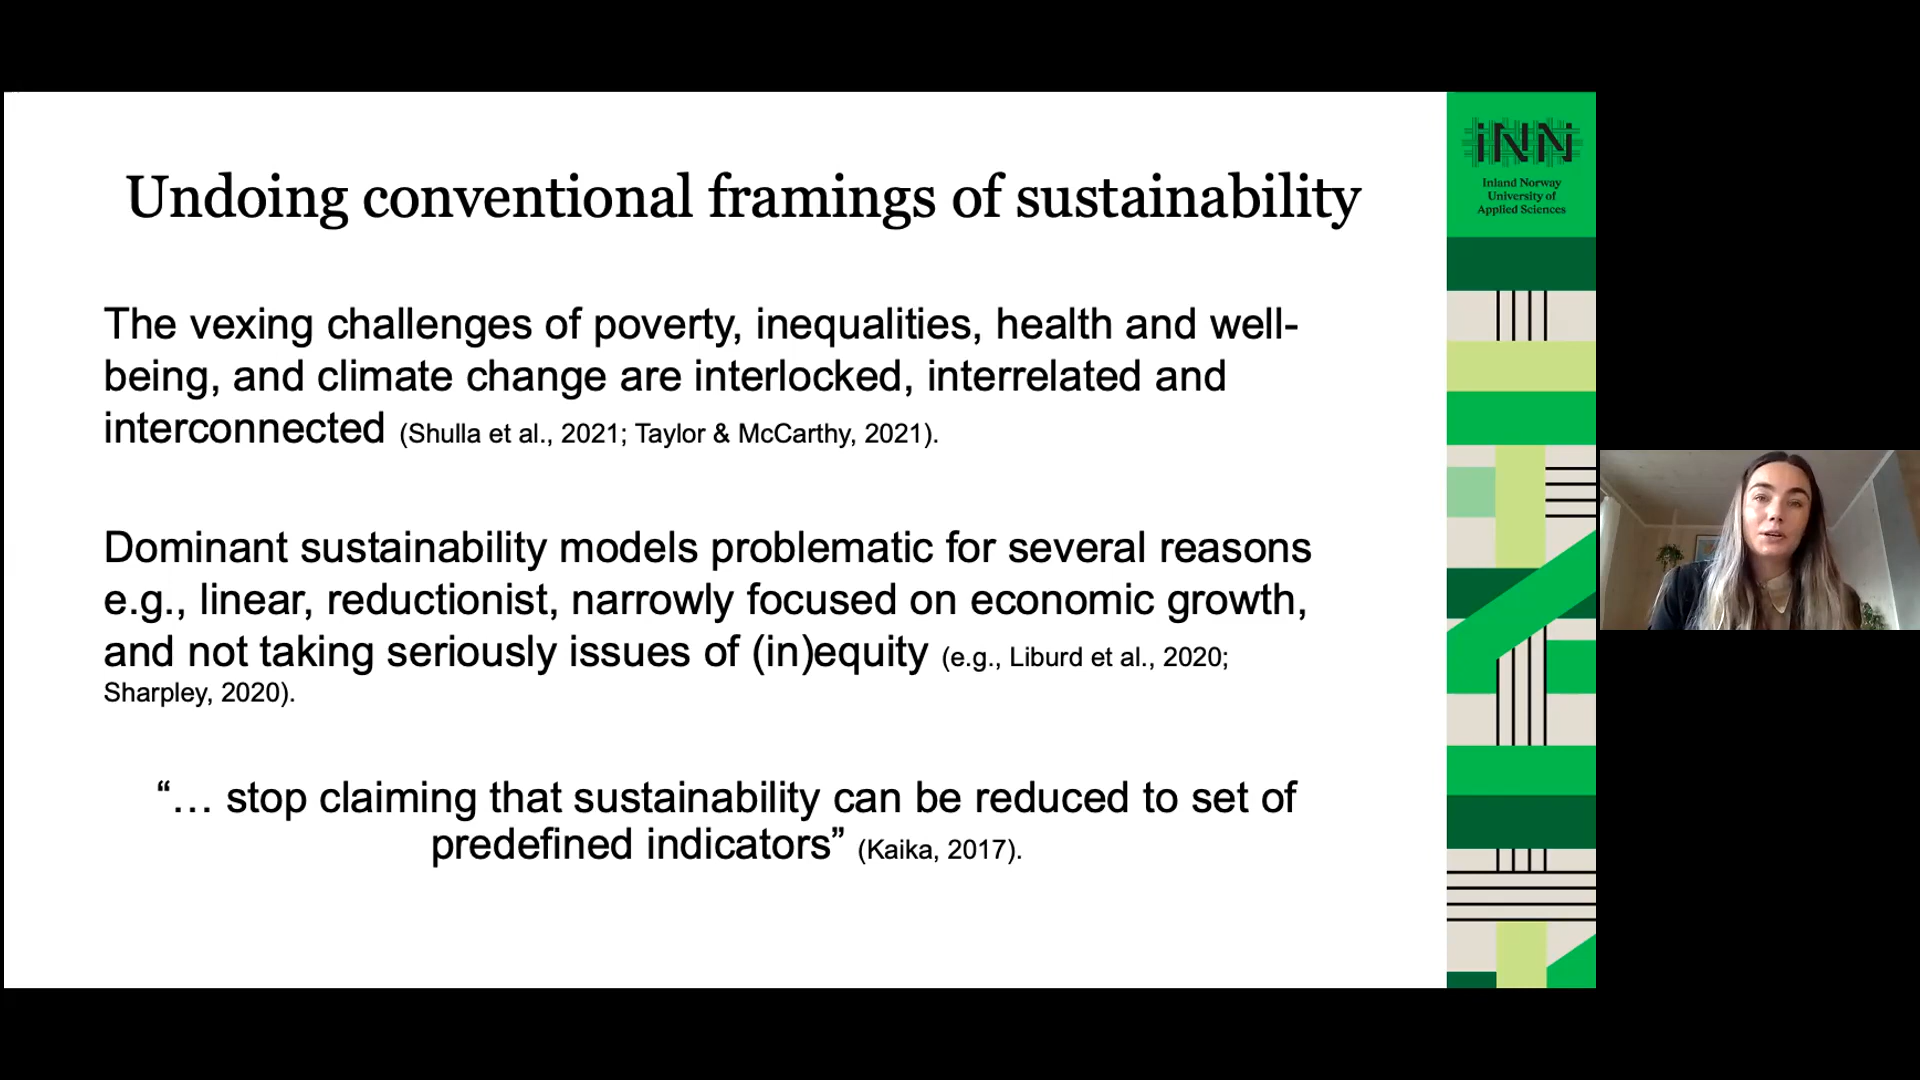 Undoing conventional framings of sustainability
The vexing challenges of poverty, inequalities, health and well-
being, and climate change are interlocked, interrelated and
interconnected (Shulla et al., 2021; Taylor & McCarthy, 2021).
Dominant sustainability models problematic for several reasons
e.g., linear, reductionist, narrowly focused on economic growth,
and not taking seriously issues of (in)equity (e.g., Liburd et al., 2020;
Sharpley, 2020).
“… stop claiming that sustainability can be reduced to set of
predefined indicators” (Kaika, 2017).
iNN
Inland Norway
University of
Applied Sciences